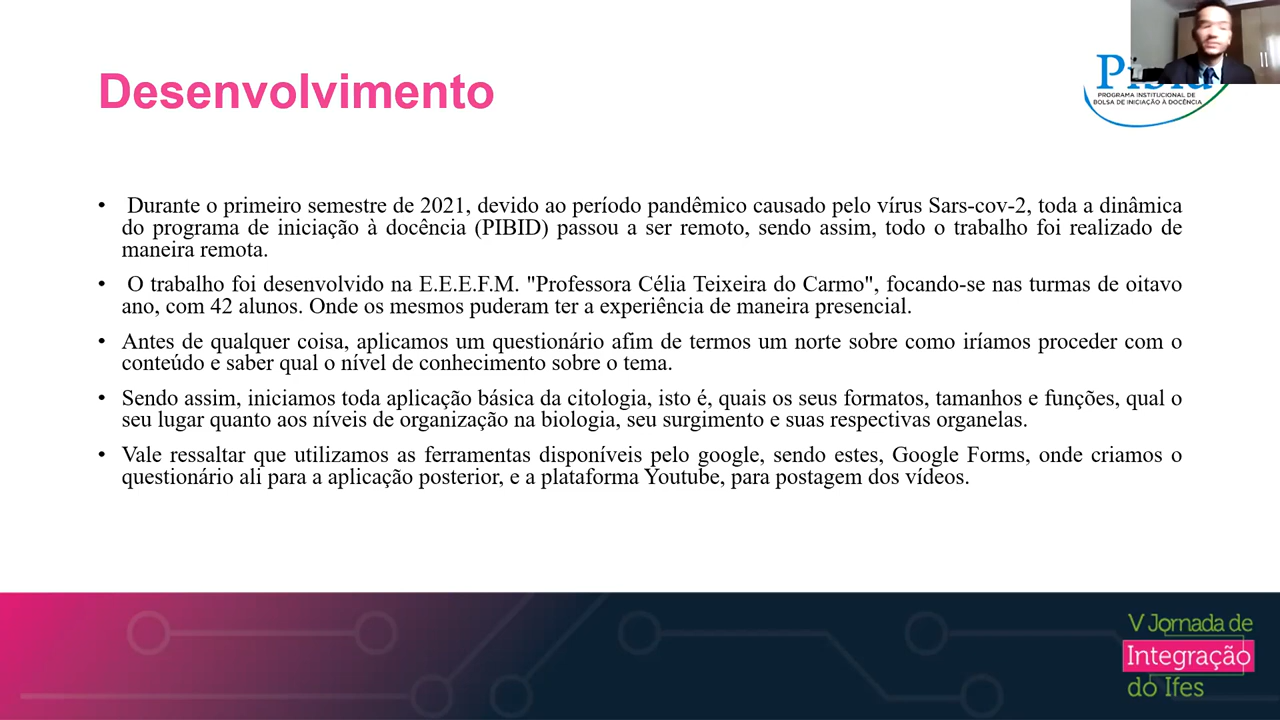 Desenvolvimento
PROGRAMA INSTITUCIONAL DE
BOLSA DE INICIAÇÃO À DOCÊNCIA
• Durante o primeiro semestre de 2021, devido ao período pandêmico causado pelo vírus Sars-cov-2, toda a dinâmica
do programa de iniciação à docência (PIBID) passou a ser remoto, sendo assim, todo o trabalho foi realizado de
maneira remota.
• O trabalho foi desenvolvido na E.E.E.F.M. "Professora Célia Teixeira do Carmo", focando-se nas turmas de oitavo
ano, com 42 alunos. Onde os mesmos puderam ter a experiência de maneira presencial.
• Antes de qualquer coisa, aplicamos um questionário afim de termos um norte sobre como iríamos proceder com o
conteúdo e saber qual o nível de conhecimento sobre o tema.
• Sendo assim, iniciamos toda aplicação básica da citologia, isto é, quais os seus formatos, tamanhos e funções, qual o
seu lugar quanto aos níveis de organização na biologia, seu surgimento e suas respectivas organelas.
• Vale ressaltar que utilizamos as ferramentas disponíveis pelo google, sendo estes, Google Forms, onde criamos o
questionário ali para a aplicação posterior, e a plataforma Youtube, para postagem dos vídeos.
V Jornada de
Integração
do Ifes